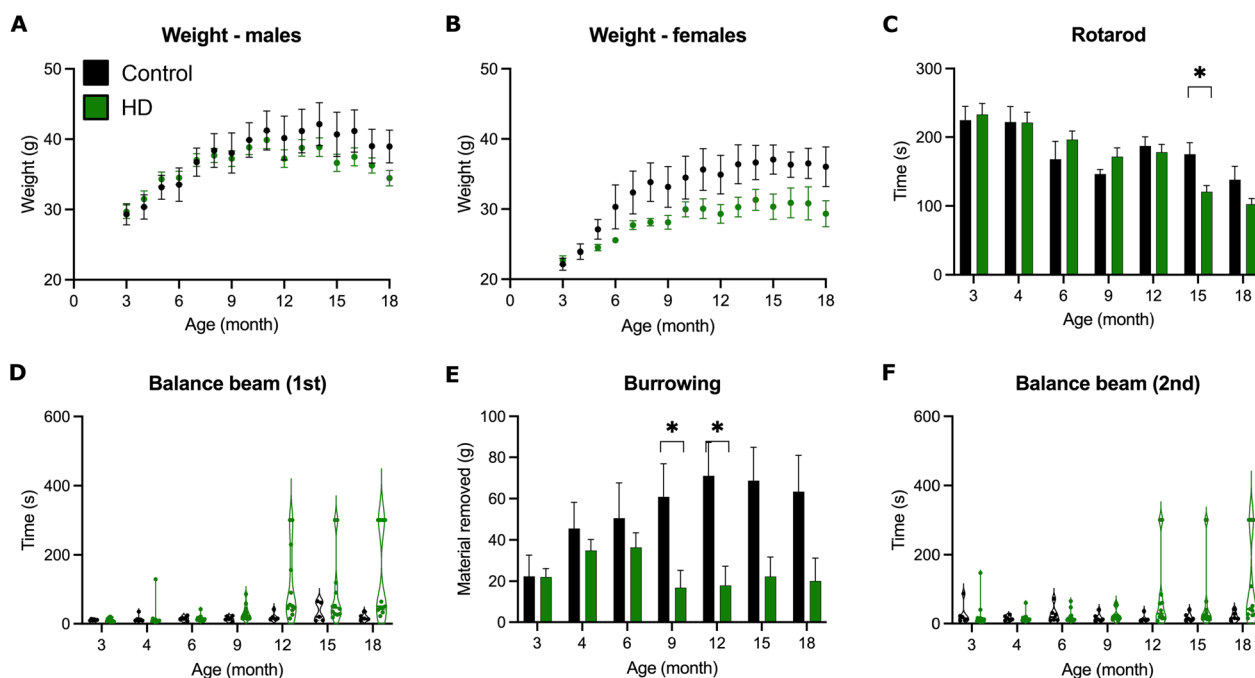 A
Weight - males
Control
HD
50
40
30
20
Weight (g)
0 3 6 9 12 15 18
Age (month)
B
Weight - females
50
40
30
20
Weight (g)
0 3 6 9 12 15 18
Age (month)
C
Rotarod
*
300
200
100
0
Time (s)
3 4 6 9 12 15 18
Age (month)
D
Balance beam (1st)
600
400
200
0
Time (s)
3 4 6 9 12 15 18
Age (month)
E
Burrowing
* *
100
80
60
40
20
0
Material removed (g)
3 4 6 9 12 15 18
Age (month)
F
Balance beam (2nd)
600
400
200
0
Time (s)
3 4 6 9 12 15 18
Age (month)